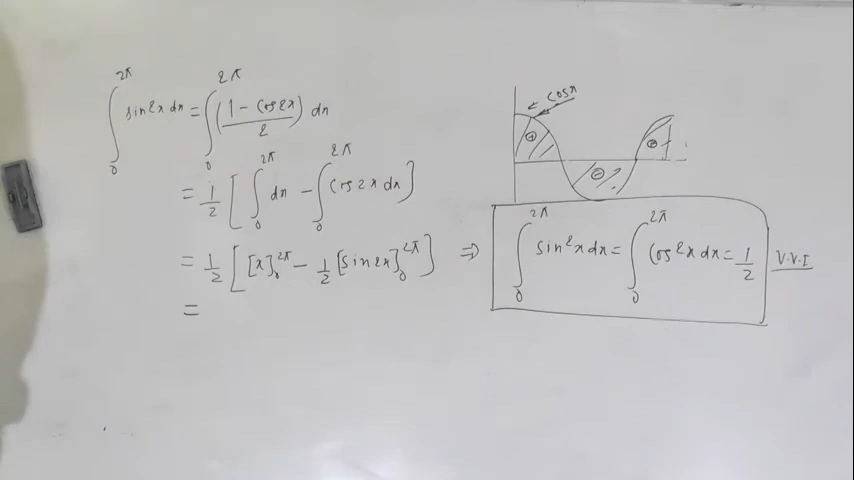 ∫₀^{2π} sin²x dx = ∫₀^{2π} (1 - cos2x / 2) dx
= 1/2 [ ∫₀^{2π} dx - ∫₀^{2π} cos2x dx ]
= 1/2 [ [x]₀^{2π} - 1/2 [sin2x]₀^{2π} ]
=
cosx
+ - +
⇒ ∫₀^{2π} sin²x dx = ∫₀^{2π} cos²x dx = 1/2 V.V.I